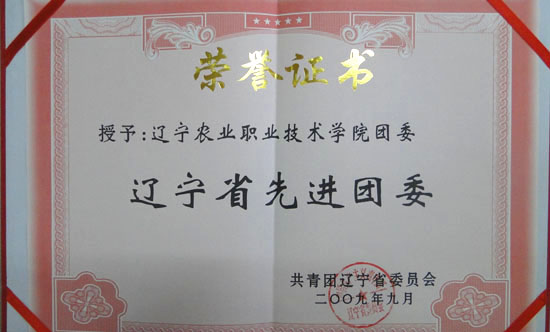 荣誉证书
授予:辽宁农业职业技术学院团委
辽宁省先进团委
共青团辽宁省委员会
二〇〇九年九月